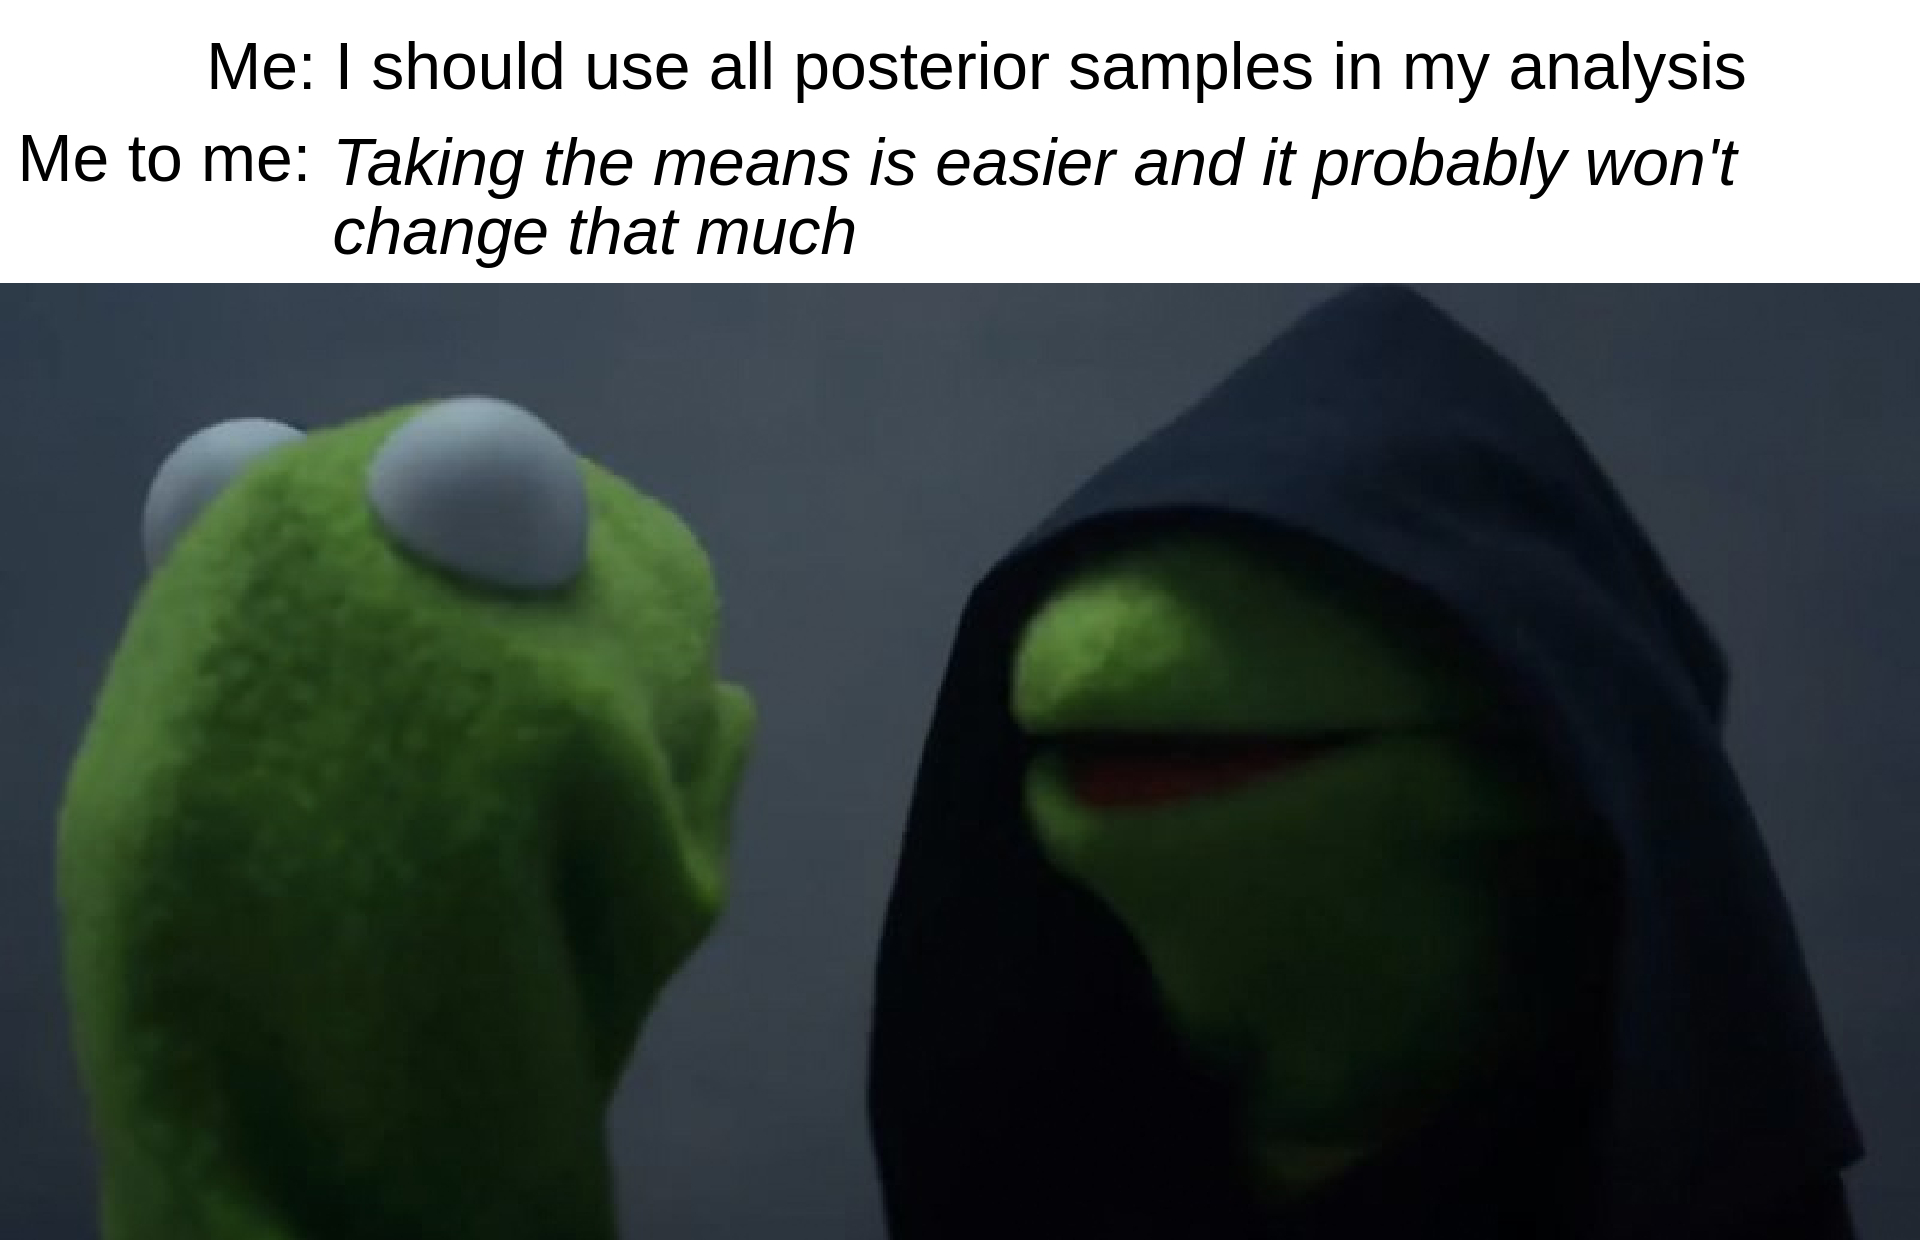 Me: I should use all posterior samples in my analysis
Me to me: Taking the means is easier and it probably won't
change that much